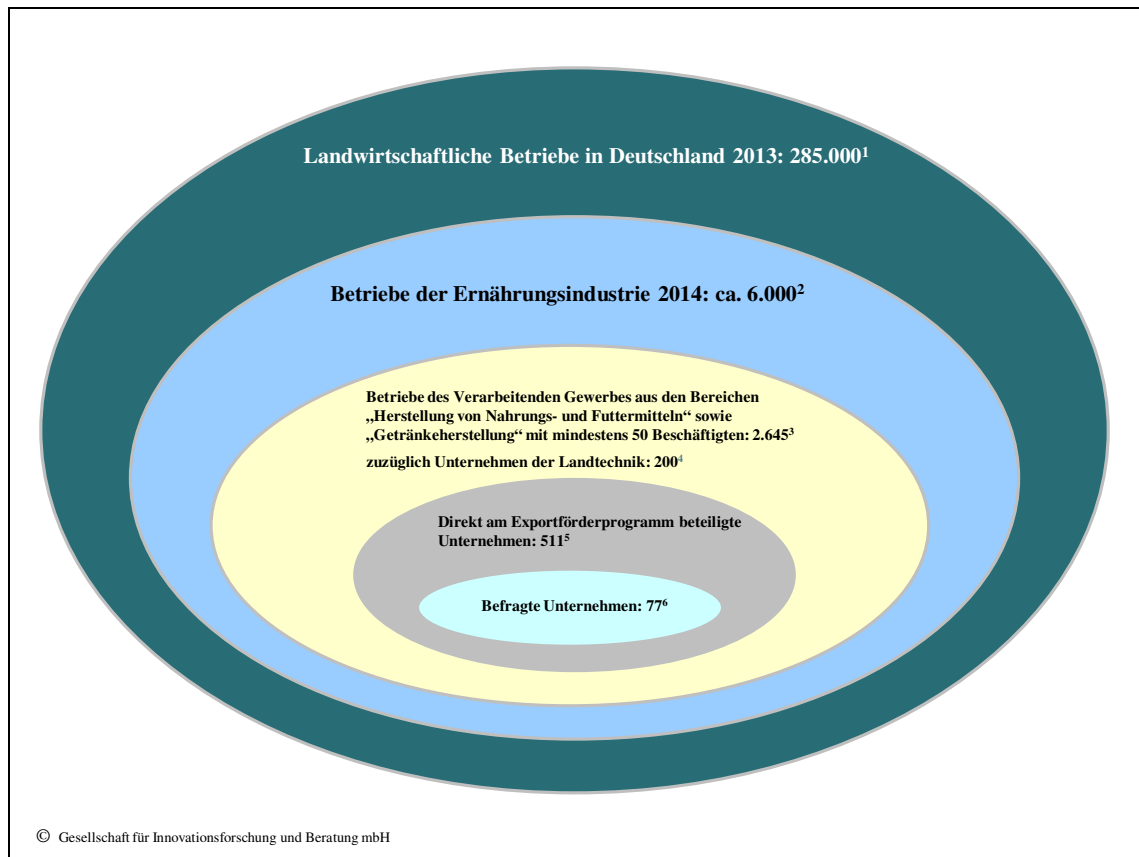 Landwirtschaftliche Betriebe in Deutschland 2013: 285.000¹
Betriebe der Ernährungsindustrie 2014: ca. 6.000²
Betriebe des Verarbeitenden Gewerbes aus den Bereichen
„Herstellung von Nahrungs- und Futtermitteln“ sowie
„Getränkeherstellung“ mit mindestens 50 Beschäftigten: 2.645³
zuzüglich Unternehmen der Landtechnik: 200⁴
Direkt am Exportförderprogramm beteiligte
Unternehmen: 511⁵
Befragte Unternehmen: 77⁶
© Gesellschaft für Innovationsforschung und Beratung mbH